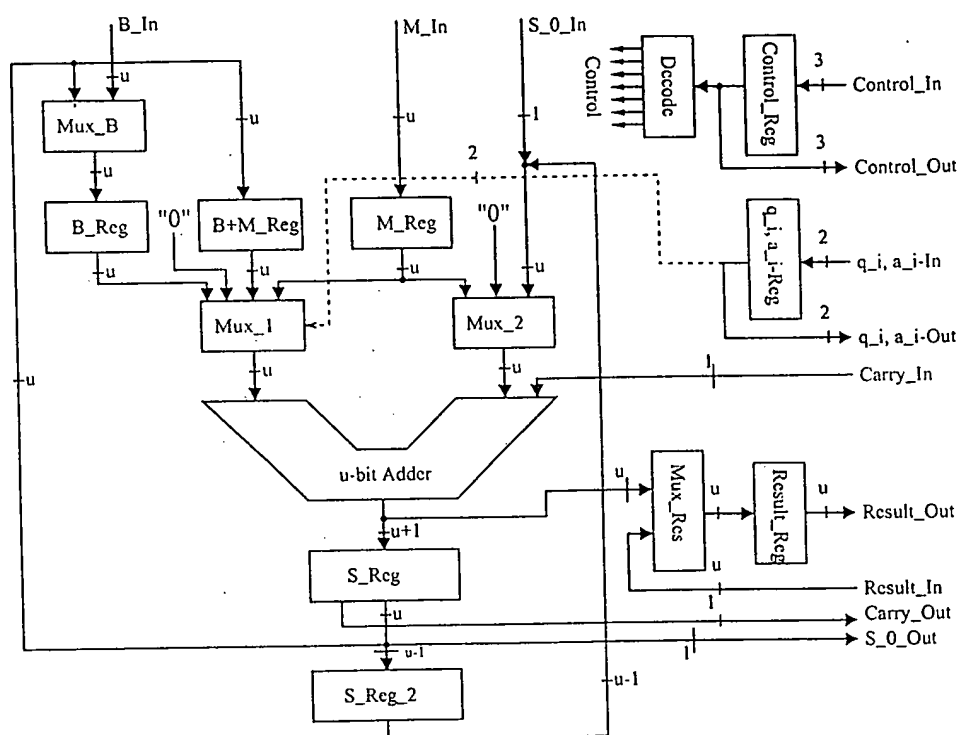 B_In
M_In
S_0_In
u
u
u
u
1
Mux_B
u
2
"0"
B_Reg
B+M_Reg
M_Reg
"0"
u
u
u
u
Mux_1
Mux_2
u
u
u
u-bit Adder
u+1
S_Reg
u
u-1
S_Reg_2
u-1
Control
Decode
Control_Reg
3
Control_In
3
Control_Out
q_i, a_i-Reg
2
q_i, a_i-In
2
q_i, a_i-Out
1
Carry_In
u
Mux_Res
u
Result_Reg
u
Result_Out
u
Result_In
1
Carry_Out
1
S_0_Out